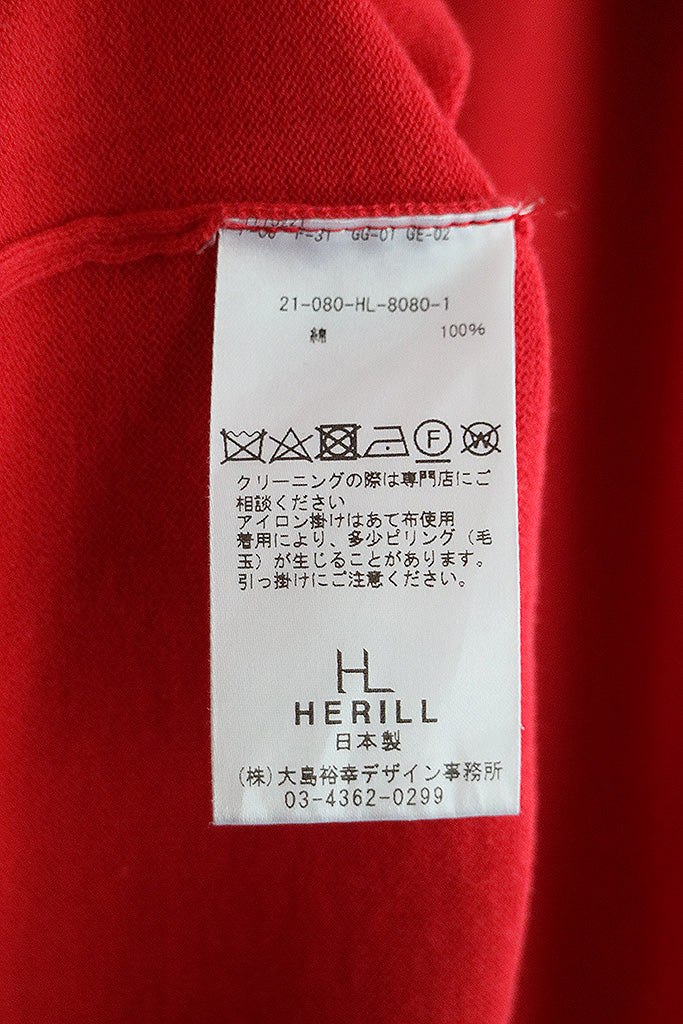 F-31 GG-01 GE-02
21-080-HL-8080-1
綿 100%
F W
クリーニングの際は専門店にご
相談ください
アイロン掛けはあて布使用
着用により、多少ピリング（毛
玉）が生じることがあります。
引っ掛けにご注意ください。
HL
HERILL
日本製
(株)大島裕幸デザイン事務所
03-4362-0299